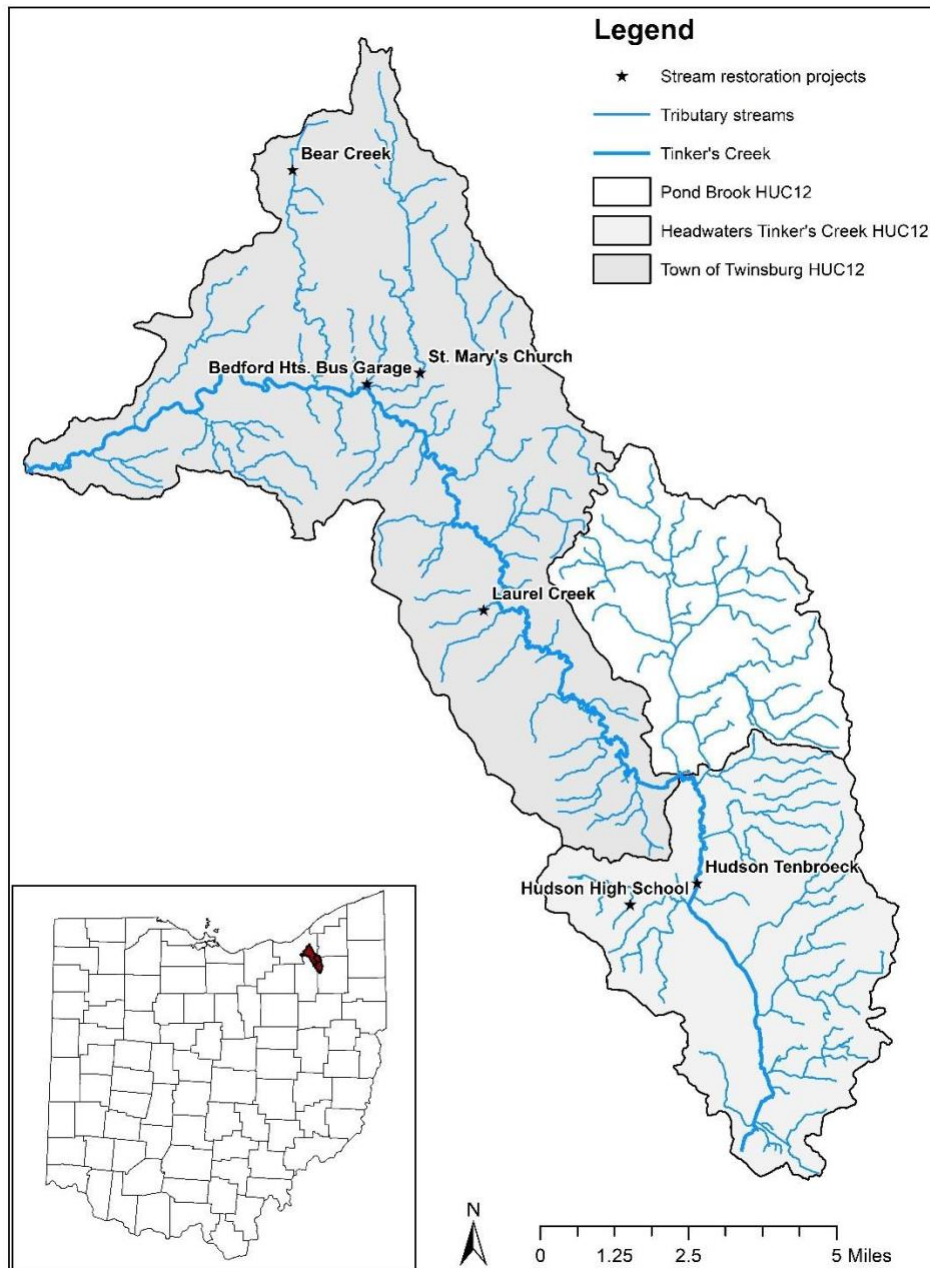 Legend
Stream restoration projects
Tributary streams
Tinker's Creek
Pond Brook HUC12
Headwaters Tinker's Creek HUC12
Town of Twinsburg HUC12
Bear Creek
St. Mary's Church
Bedford Hts. Bus Garage
Laurel Creek
Hudson Tenbroeck
Hudson High School
N
0 1.25 2.5 5 Miles